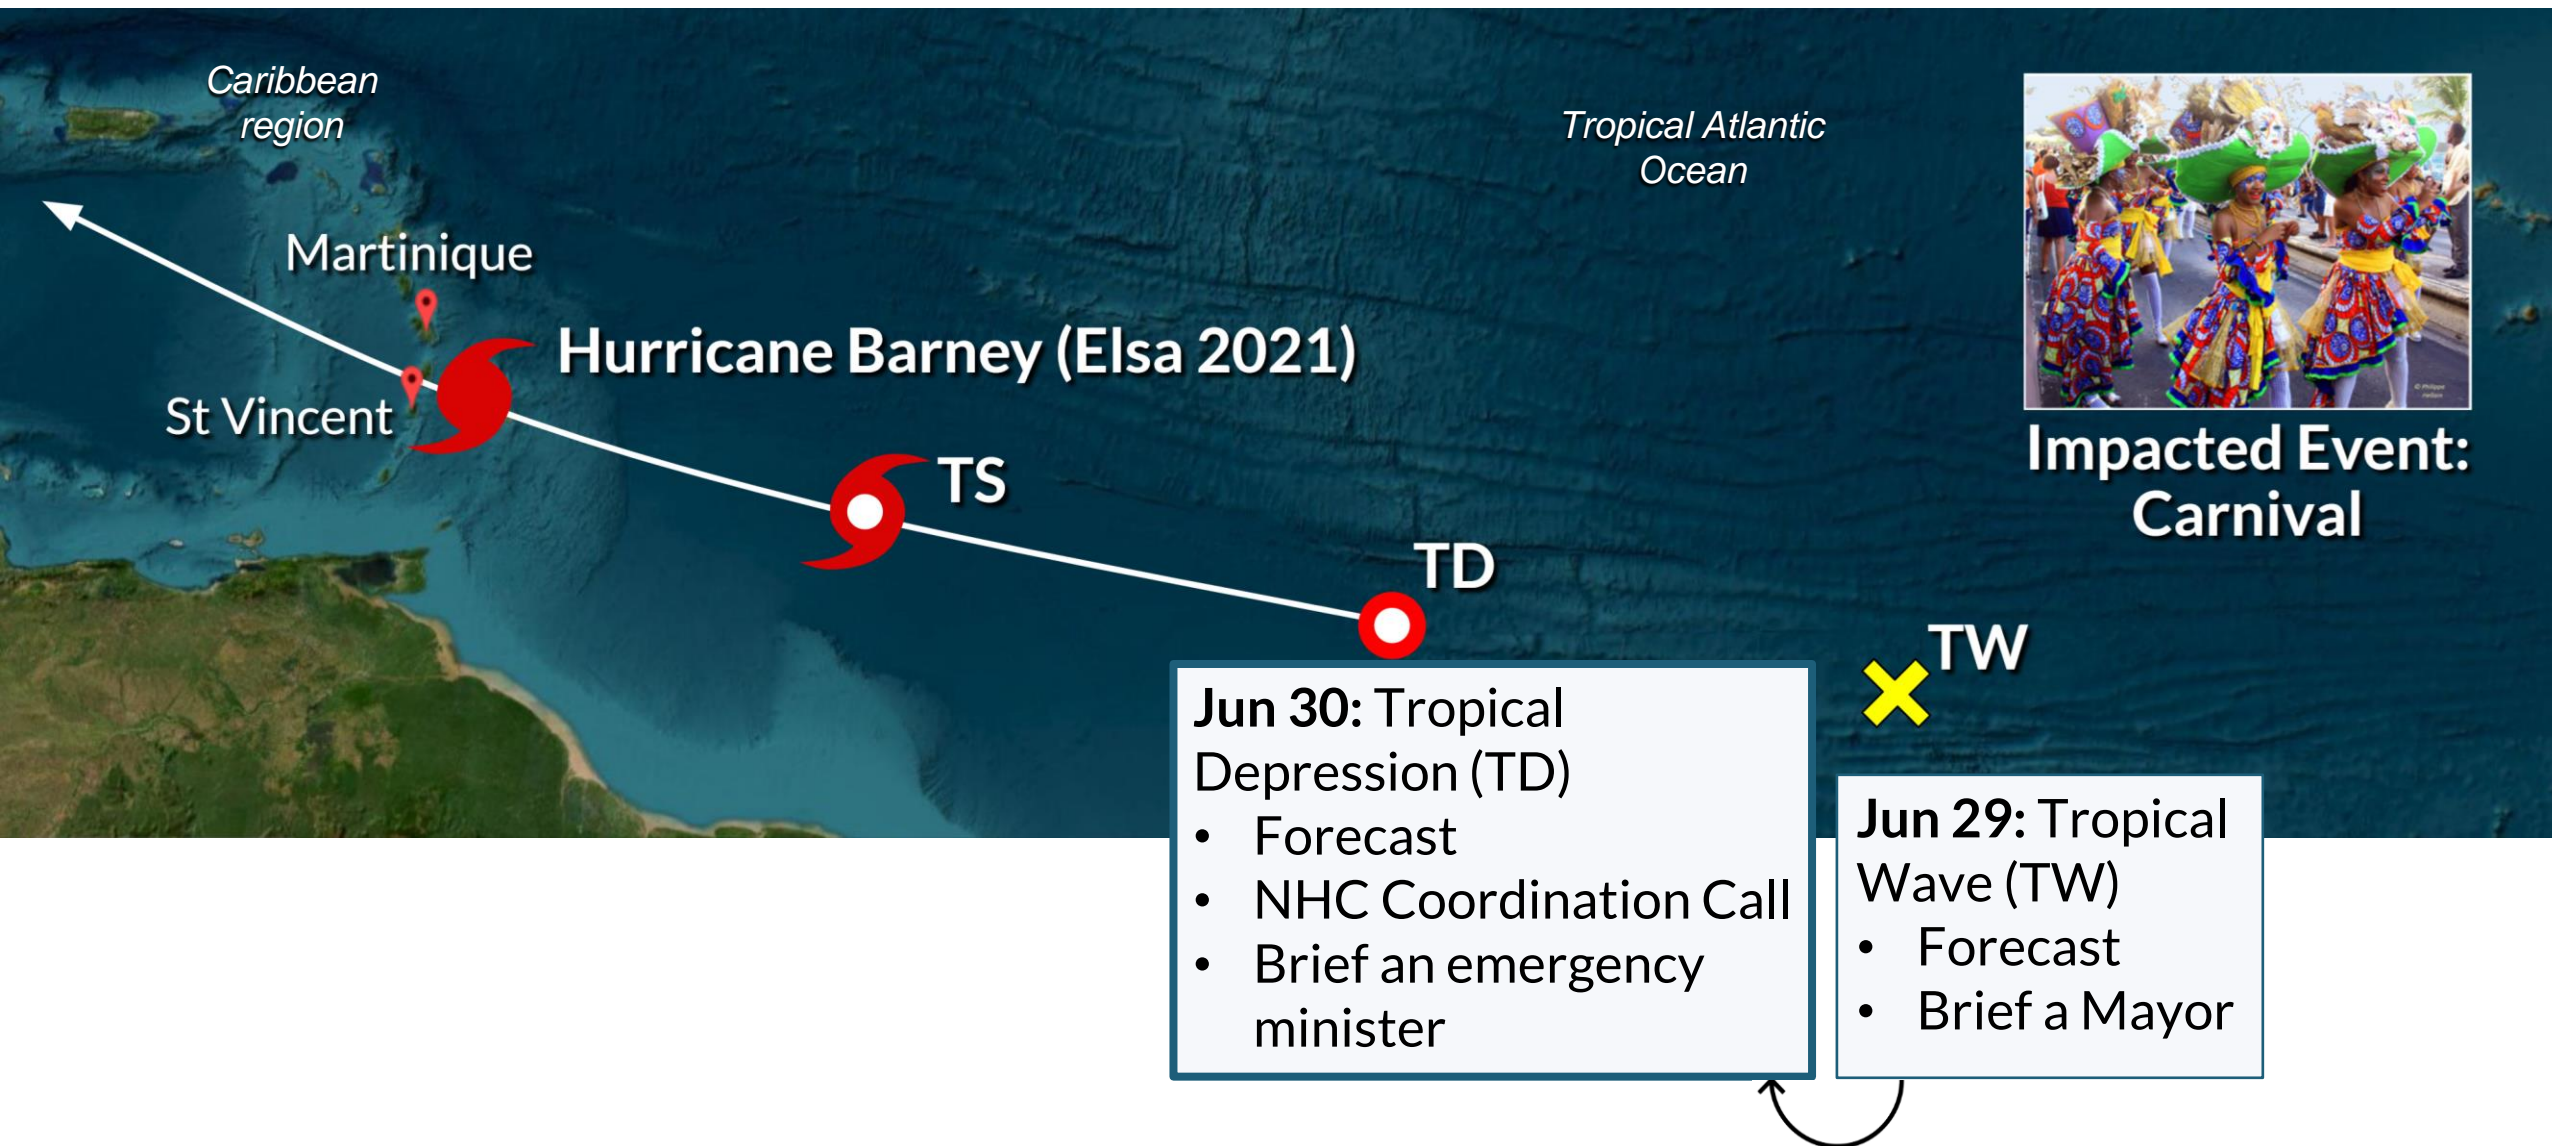 Caribbean
region
Tropical Atlantic
Ocean
Martinique
Hurricane Barney (Elsa 2021)
St Vincent
TS
TD
TW
Impacted Event:
Carnival
Jun 30: Tropical
Depression (TD)
• Forecast
• NHC Coordination Call
• Brief an emergency
minister
Jun 29: Tropical
Wave (TW)
• Forecast
• Brief a Mayor